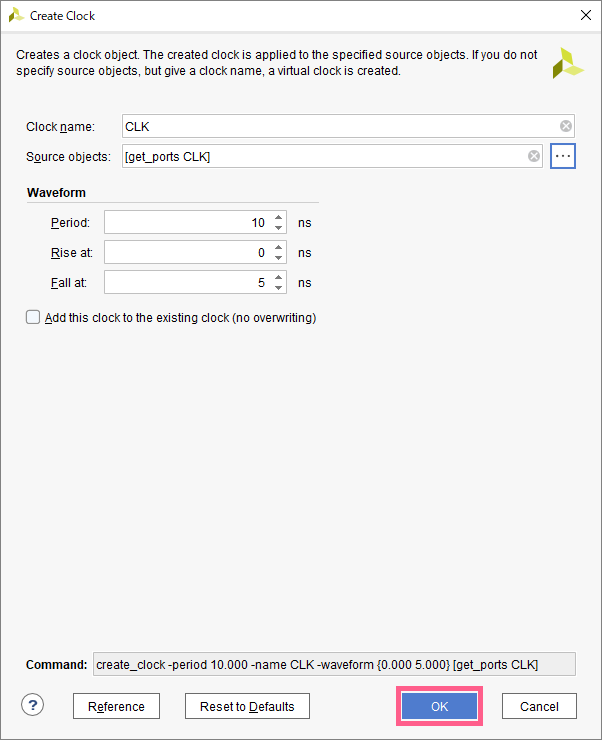 Create Clock
Creates a clock object. The created clock is applied to the specified source objects. If you do not
specify source objects, but give a clock name, a virtual clock is created.
Clock name: CLK
Source objects: [get_ports CLK] ...
Waveform
Period: 10 ns
Rise at: 0 ns
Fall at: 5 ns
Add this clock to the existing clock (no overwriting)
Command: create_clock -period 10.000 -name CLK -waveform {0.000 5.000} [get_ports CLK]
? Reference Reset to Defaults OK Cancel